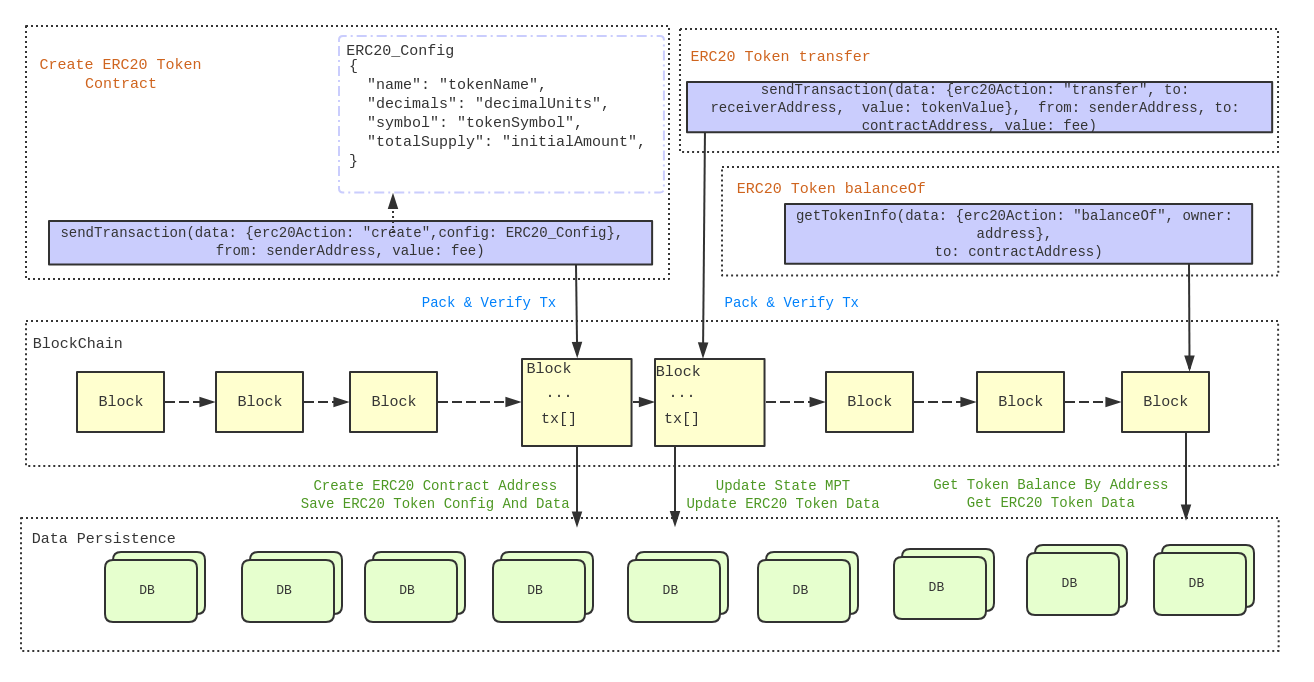 Create ERC20 Token
Contract
ERC20_Config
{
"name": "tokenName",
"decimals": "decimalUnits",
"symbol": "tokenSymbol",
"totalSupply": "initialAmount",
}
sendTransaction(data: {erc20Action: "create",config: ERC20_Config},
from: senderAddress, value: fee)
ERC20 Token transfer
sendTransaction(data: {erc20Action: "transfer", to:
receiverAddress,  value: tokenValue},  from: senderAddress, to:
contractAddress, value: fee)
ERC20 Token balanceOf
getTokenInfo(data: {erc20Action: "balanceOf", owner:
address},
to: contractAddress)
Pack & Verify Tx
Pack & Verify Tx
BlockChain
Block
Block
Block
Block
...
tx[]
Block
...
tx[]
Block
Block
Block
Create ERC20 Contract Address
Save ERC20 Token Config And Data
Update State MPT
Update ERC20 Token Data
Get Token Balance By Address
Get ERC20 Token Data
Data Persistence
DB
DB
DB
DB
DB
DB
DB
DB
DB